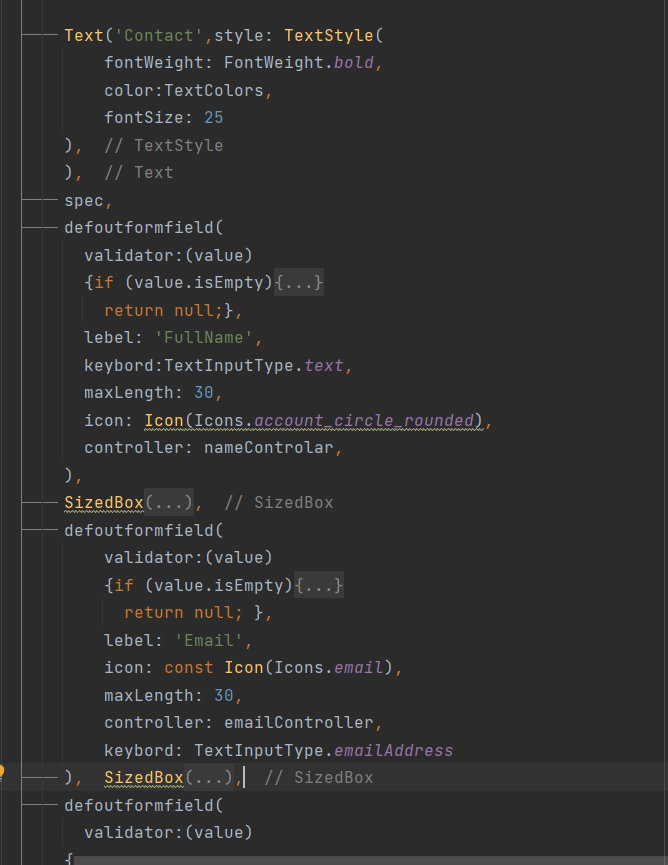 Text('Contact',style: TextStyle(
fontWeight: FontWeight.bold,
color:TextColors,
fontSize: 25
), // TextStyle
), // Text
spec,
defoutformfield(
validator:(value)
{if (value.isEmpty){...}
return null;},
lebel: 'FullName',
keybord:TextInputType.text,
maxLength: 30,
icon: Icon(Icons.account_circle_rounded),
controller: nameControlar,
),
SizedBox(...), // SizedBox
defoutformfield(
validator:(value)
{if (value.isEmpty){...}
return null; },
lebel: 'Email',
icon: const Icon(Icons.email),
maxLength: 30,
controller: emailController,
keybord: TextInputType.emailAddress
), SizedBox(...), // SizedBox
defoutformfield(
validator:(value)
{